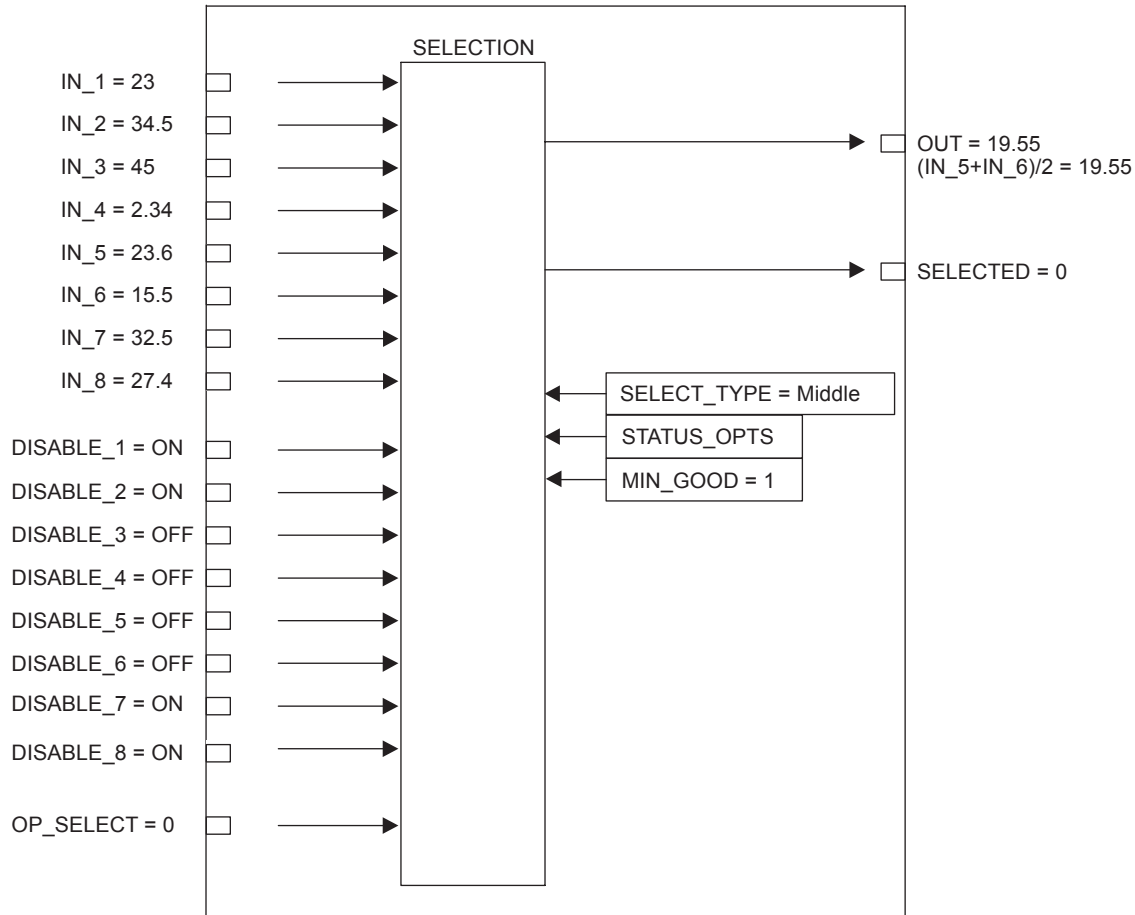 SELECTION
IN_1 = 23
IN_2 = 34.5
IN_3 = 45
IN_4 = 2.34
IN_5 = 23.6
IN_6 = 15.5
IN_7 = 32.5
IN_8 = 27.4
DISABLE_1 = ON
DISABLE_2 = ON
DISABLE_3 = OFF
DISABLE_4 = OFF
DISABLE_5 = OFF
DISABLE_6 = OFF
DISABLE_7 = ON
DISABLE_8 = ON
OP_SELECT = 0
SELECT_TYPE = Middle
STATUS_OPTS
MIN_GOOD = 1
OUT = 19.55
(IN_5+IN_6)/2 = 19.55
SELECTED = 0